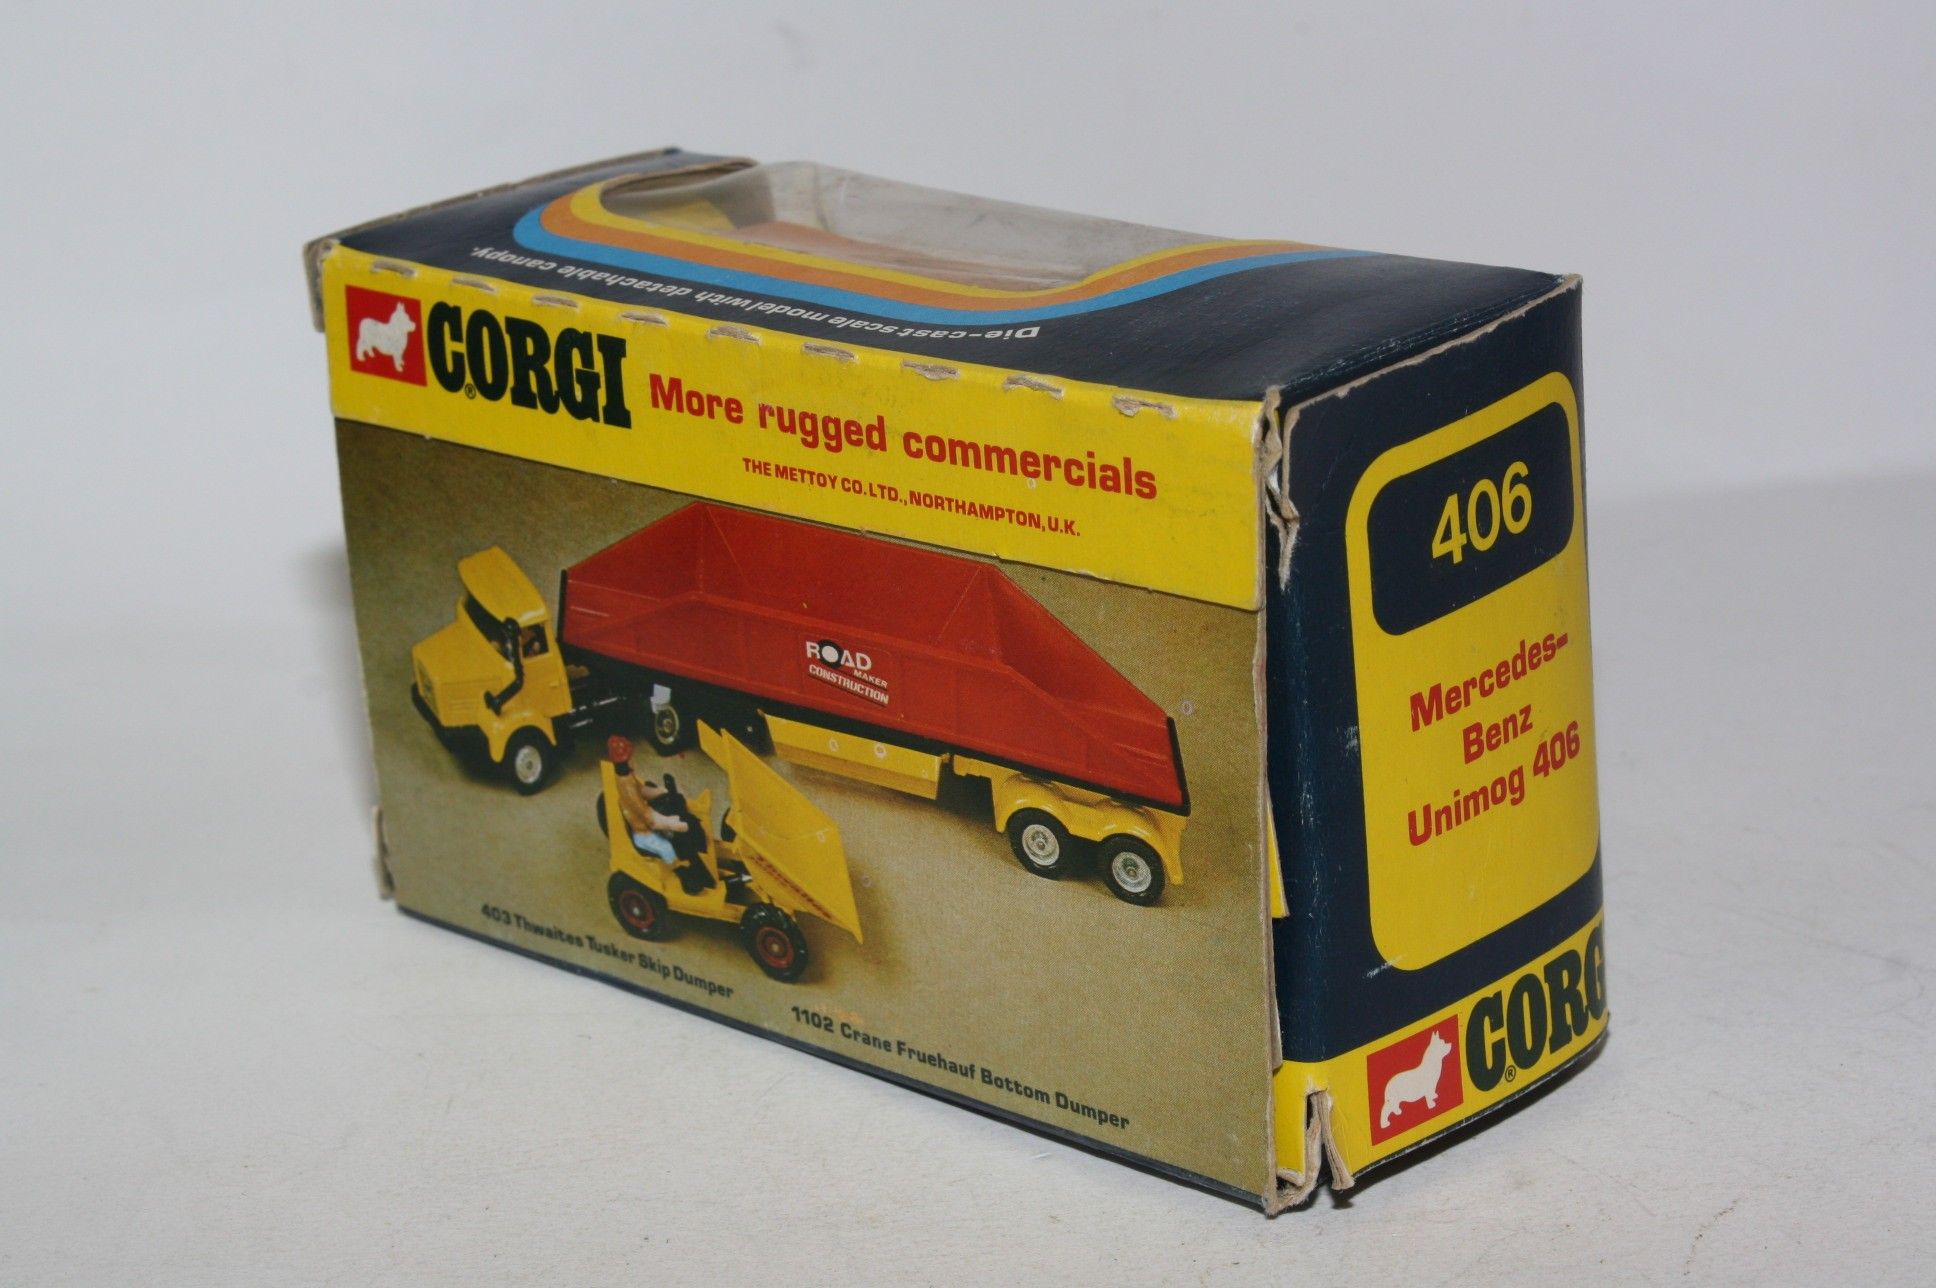 Die-cast scale model with detachable canopy.
CORGI®
More rugged commercials
THE METTOY CO. LTD., NORTHAMPTON, U.K.
ROAD
MAKER
CONSTRUCTION
403 Thwaites Tusker Skip Dumper
1102 Crane Fruehauf Bottom Dumper
406
Mercedes-
Benz
Unimog 406
CORG®